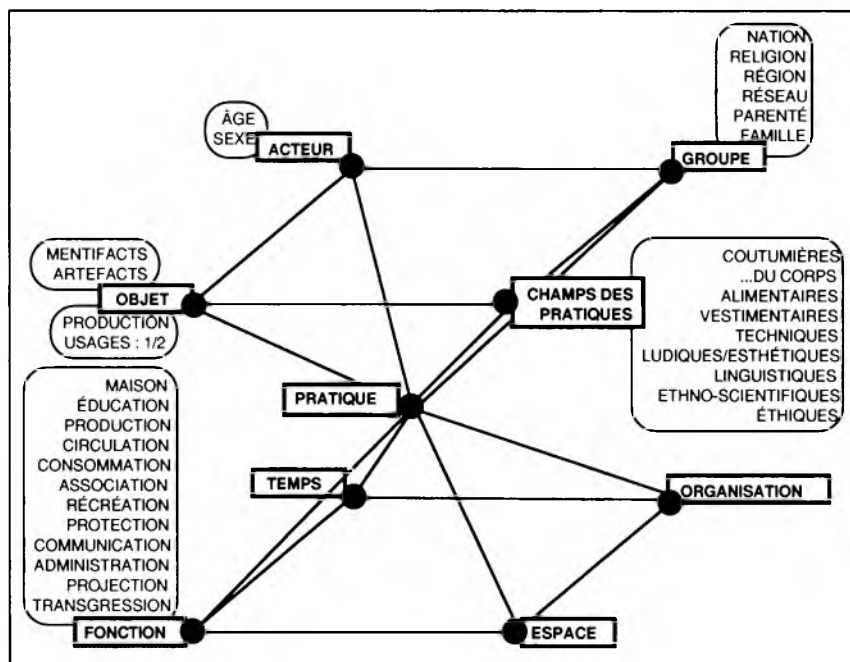 NATION
RELIGION
RÉGION
RÉSEAU
PARENTÉ
FAMILLE
GROUPE
ÂGE
SEXE
ACTEUR
MENTIFACTS
ARTEFACTS
OBJET
PRODUCTION
USAGES : 1/2
CHAMPS DES
PRATIQUES
COUTUMIÈRES
...DU CORPS
ALIMENTAIRES
VESTIMENTAIRES
TECHNIQUES
LUDIQUES/ESTHÉTIQUES
LINGUISTIQUES
ETHNO-SCIENTIFIQUES
ÉTHIQUES
PRATIQUE
MAISON
ÉDUCATION
PRODUCTION
CIRCULATION
CONSOMMATION
ASSOCIATION
RÉCRÉATION
PROTECTION
COMMUNICATION
ADMINISTRATION
PROJECTION
TRANSGRESSION
FONCTION
TEMPS
ORGANISATION
ESPACE